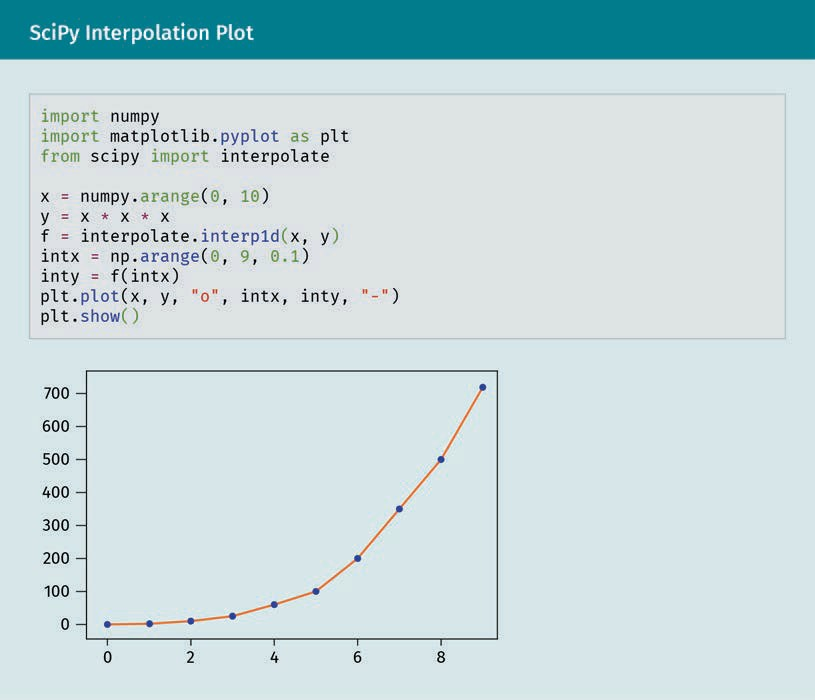 SciPy Interpolation Plot
import numpy
import matplotlib.pyplot as plt
from scipy import interpolate
x = numpy.arange(0, 10)
y = x * x * x
f = interpolate.interp1d(x, y)
intx = np.arange(0, 9, 0.1)
inty = f(intx)
plt.plot(x, y, "o", intx, inty, "-")
plt.show()
700
600
500
400
300
200
100
0
0 2 4 6 8